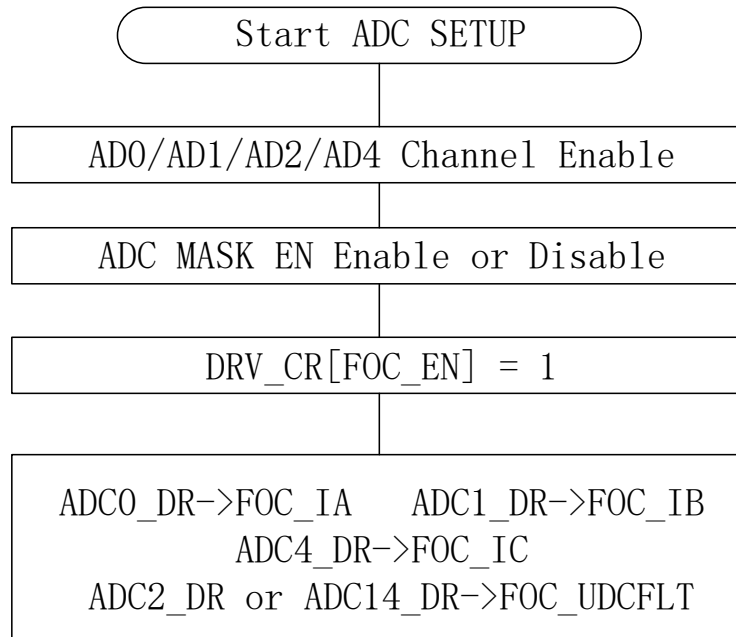 Start ADC SETUP
AD0/AD1/AD2/AD4 Channel Enable
ADC MASK EN Enable or Disable
DRV_CR[FOC_EN] = 1
ADC0_DR->FOC_IA ADC1_DR->FOC_IB
ADC4_DR->FOC_IC
ADC2_DR or ADC14_DR->FOC_UDCFLT